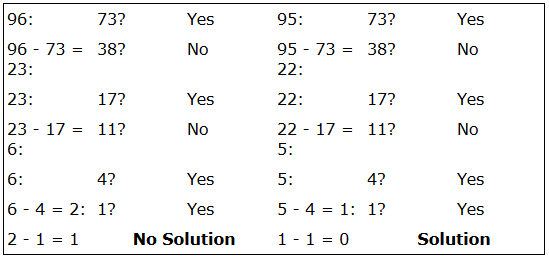 96: 73? Yes 95: 73? Yes
96 - 73 = 38? No 95 - 73 = 38? No
23: 22:
23: 17? Yes 22: 17? Yes
23 - 17 = 11? No 22 - 17 = 11? No
6: 5:
6: 4? Yes 5: 4? Yes
6 - 4 = 2: 1? Yes 5 - 4 = 1: 1? Yes
2 - 1 = 1 No Solution 1 - 1 = 0 Solution